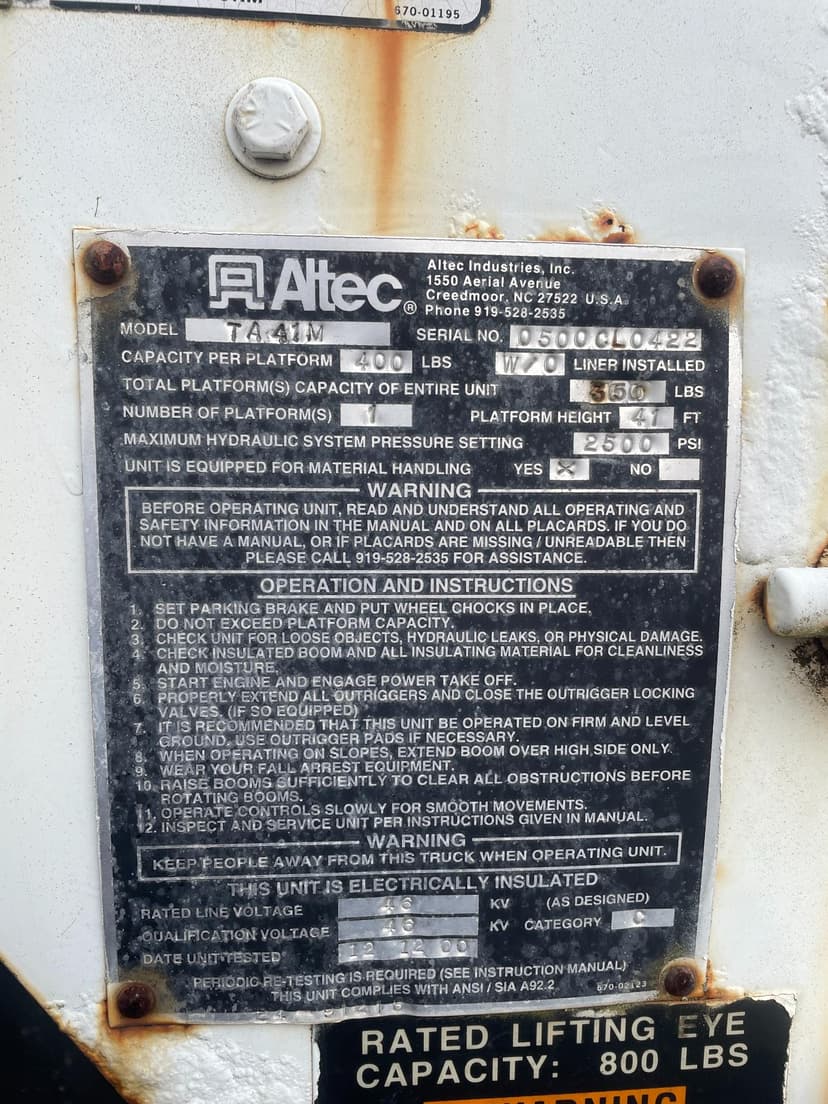 670-01195
Altec®
Altec Industries, Inc.
1550 Aerial Avenue
Creedmoor, NC 27522 U.S.A.
Phone 919-528-2535
MODEL TA41M SERIAL NO. 0500CL0422
CAPACITY PER PLATFORM 400 LBS W/O LINER INSTALLED
TOTAL PLATFORM(S) CAPACITY OF ENTIRE UNIT 350 LBS
NUMBER OF PLATFORM(S) 1 PLATFORM HEIGHT 41 FT
MAXIMUM HYDRAULIC SYSTEM PRESSURE SETTING 2500 PSI
UNIT IS EQUIPPED FOR MATERIAL HANDLING YES X NO
WARNING
BEFORE OPERATING UNIT, READ AND UNDERSTAND ALL OPERATING AND
SAFETY INFORMATION IN THE MANUAL AND ON ALL PLACARDS. IF YOU DO
NOT HAVE A MANUAL, OR IF PLACARDS ARE MISSING / UNREADABLE THEN
PLEASE CALL 919-528-2535 FOR ASSISTANCE.
OPERATION AND INSTRUCTIONS
1. SET PARKING BRAKE AND PUT WHEEL CHOCKS IN PLACE.
2. DO NOT EXCEED PLATFORM CAPACITY.
3. CHECK UNIT FOR LOOSE OBJECTS, HYDRAULIC LEAKS, OR PHYSICAL DAMAGE.
4. CHECK INSULATED BOOM AND ALL INSULATING MATERIAL FOR CLEANLINESS
AND MOISTURE.
5. START ENGINE AND ENGAGE POWER TAKE OFF.
6. PROPERLY EXTEND ALL OUTRIGGERS AND CLOSE THE OUTRIGGER LOCKING
VALVES. (IF SO EQUIPPED)
7. IT IS RECOMMENDED THAT THIS UNIT BE OPERATED ON FIRM AND LEVEL
GROUND. USE OUTRIGGER PADS IF NECESSARY.
8. WHEN OPERATING ON SLOPES, EXTEND BOOM OVER HIGH SIDE ONLY.
9. WEAR YOUR FALL ARREST EQUIPMENT.
10. RAISE BOOMS SUFFICIENTLY TO CLEAR ALL OBSTRUCTIONS BEFORE
ROTATING BOOMS.
11. OPERATE CONTROLS SLOWLY FOR SMOOTH MOVEMENTS.
12. INSPECT AND SERVICE UNIT PER INSTRUCTIONS GIVEN IN MANUAL.
WARNING
KEEP PEOPLE AWAY FROM THIS TRUCK WHEN OPERATING UNIT.
THIS UNIT IS ELECTRICALLY INSULATED
RATED LINE VOLTAGE 46 KV (AS DESIGNED)
QUALIFICATION VOLTAGE 46 KV CATEGORY C
DATE UNIT TESTED 12 12 00
PERIODIC RE-TESTING IS REQUIRED (SEE INSTRUCTION MANUAL)
THIS UNIT COMPLIES WITH ANSI / SIA A92.2 670-02123
RATED LIFTING EYE
CAPACITY: 800 LBS
WARNING